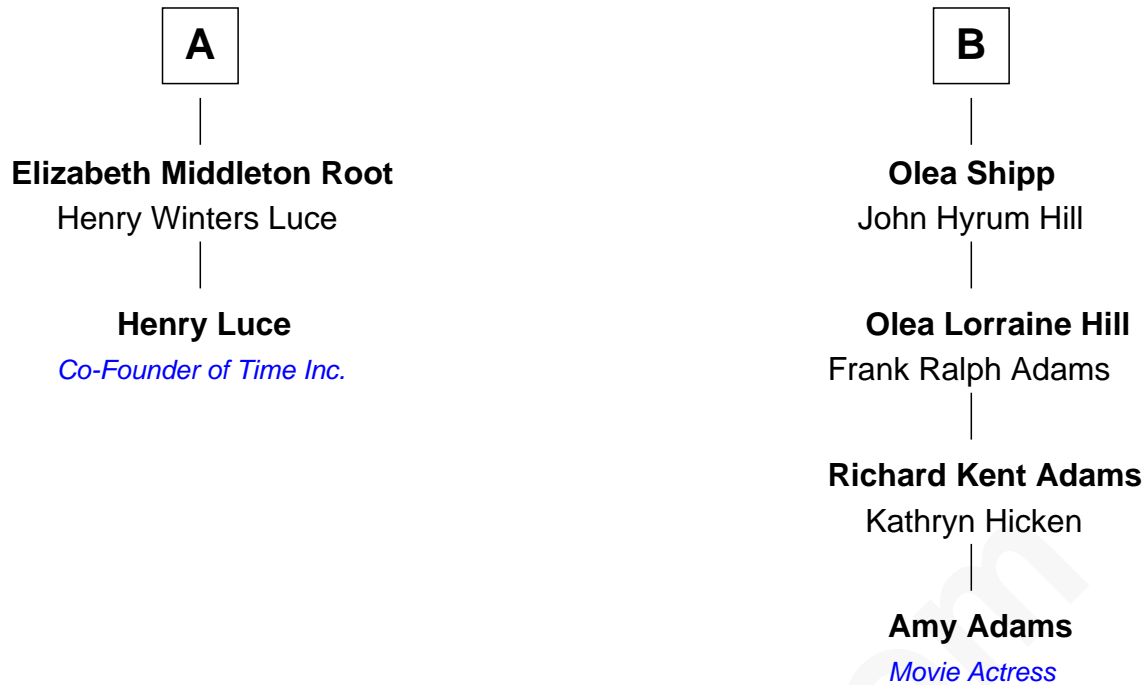 A
Elizabeth Middleton Root
Henry Winters Luce
Henry Luce
Co-Founder of Time Inc.
B
Olea Shipp
John Hyrum Hill
Olea Lorraine Hill
Frank Ralph Adams
Richard Kent Adams
Kathryn Hicken
Amy Adams
Movie Actress